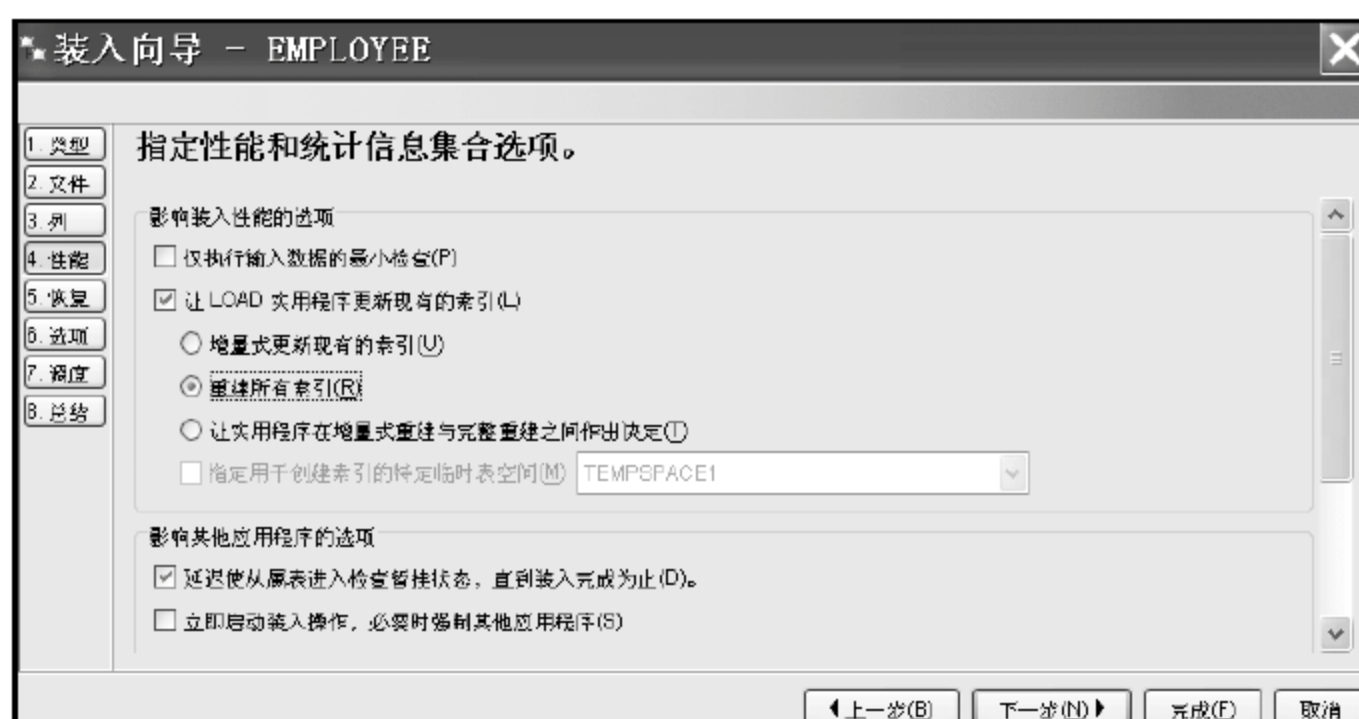 装入向导 - EMPLOYEE
1. 类型
2. 文件
3. 列
4. 性能
5. 恢复
6. 选项
7. 调度
8. 总结
指定性能和统计信息集合选项。
影响装入性能的选项
仅执行输入数据的最小检查(P)
让 LOAD 实用程序更新现有的索引(L)
增量式更新现有的索引(U)
重建所有索引(R)
让实用程序在增量式重建与完整重建之间作出决定(T)
指定用于创建索引的特定临时表空间(M) TEMPSPACE1
影响其他应用程序的选项
延迟使从属表进入检查暂挂状态，直到装入完成为止(D)。
立即启动装入操作，必要时强制其他应用程序(S)
上一步(B) 下一步(N) 完成(F) 取消